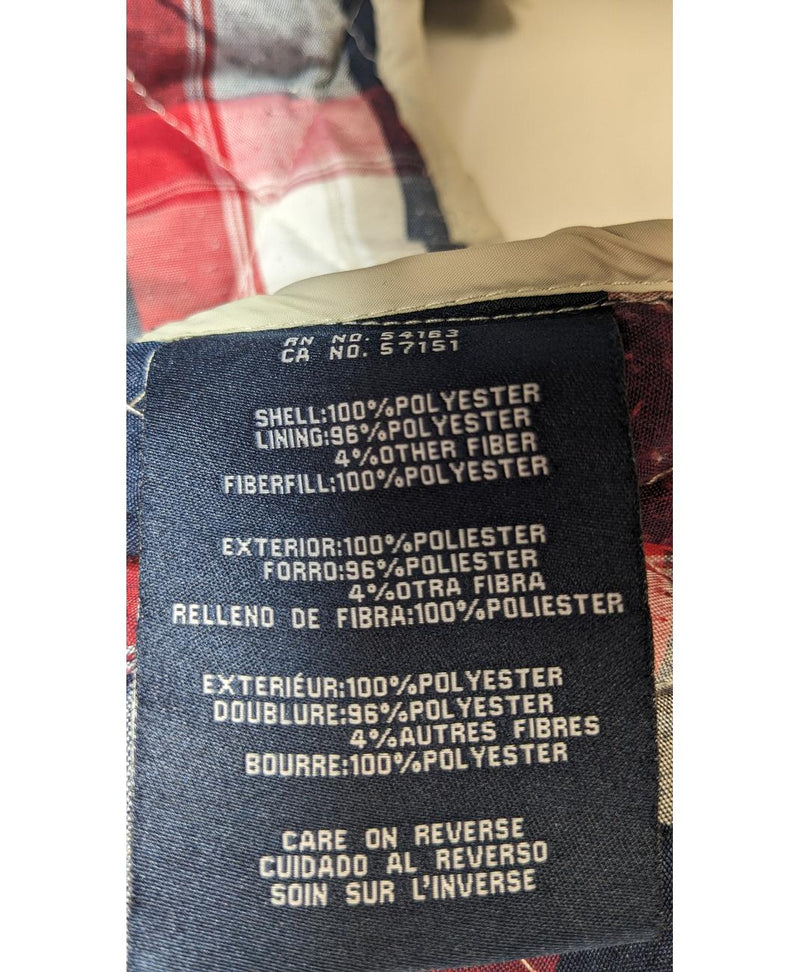 RN NO. 54163
CA NO. 57151
SHELL:100%POLYESTER
LINING:96%POLYESTER
4%OTHER FIBER
FIBERFILL:100%POLYESTER
EXTERIOR:100%POLIESTER
FORRO:96%POLIESTER
4%OTRA FIBRA
RELLENO DE FIBRA:100%POLIESTER
EXTERIÉUR:100%POLYESTER
DOUBLURE:96%POLYESTER
4%AUTRES FIBRES
BOURRE:100%POLYESTER
CARE ON REVERSE
CUIDADO AL REVERSO
SOIN SUR L'INVERSE